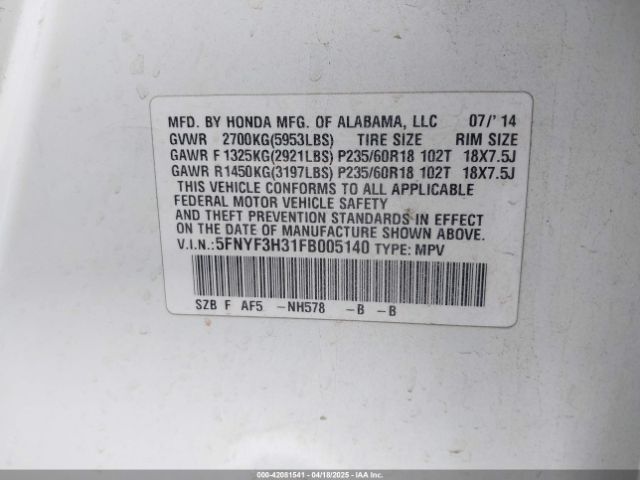 MFD. BY HONDA MFG. OF ALABAMA, LLC 07/'14
GVWR 2700KG(5953LBS) TIRE SIZE RIM SIZE
GAWR F 1325KG(2921LBS) P235/60R18 102T 18X7.5J
GAWR R 1450KG(3197LBS) P235/60R18 102T 18X7.5J
THIS VEHICLE CONFORMS TO ALL APPLICABLE
FEDERAL MOTOR VEHICLE SAFETY
AND THEFT PREVENTION STANDARDS IN EFFECT
ON THE DATE OF MANUFACTURE SHOWN ABOVE.
V.I.N.:5FNYF3H31FB005140 TYPE: MPV
SZB F AF5 -NH578 -B -B
000-42081541 - 04/18/2025 - IAAI.COM